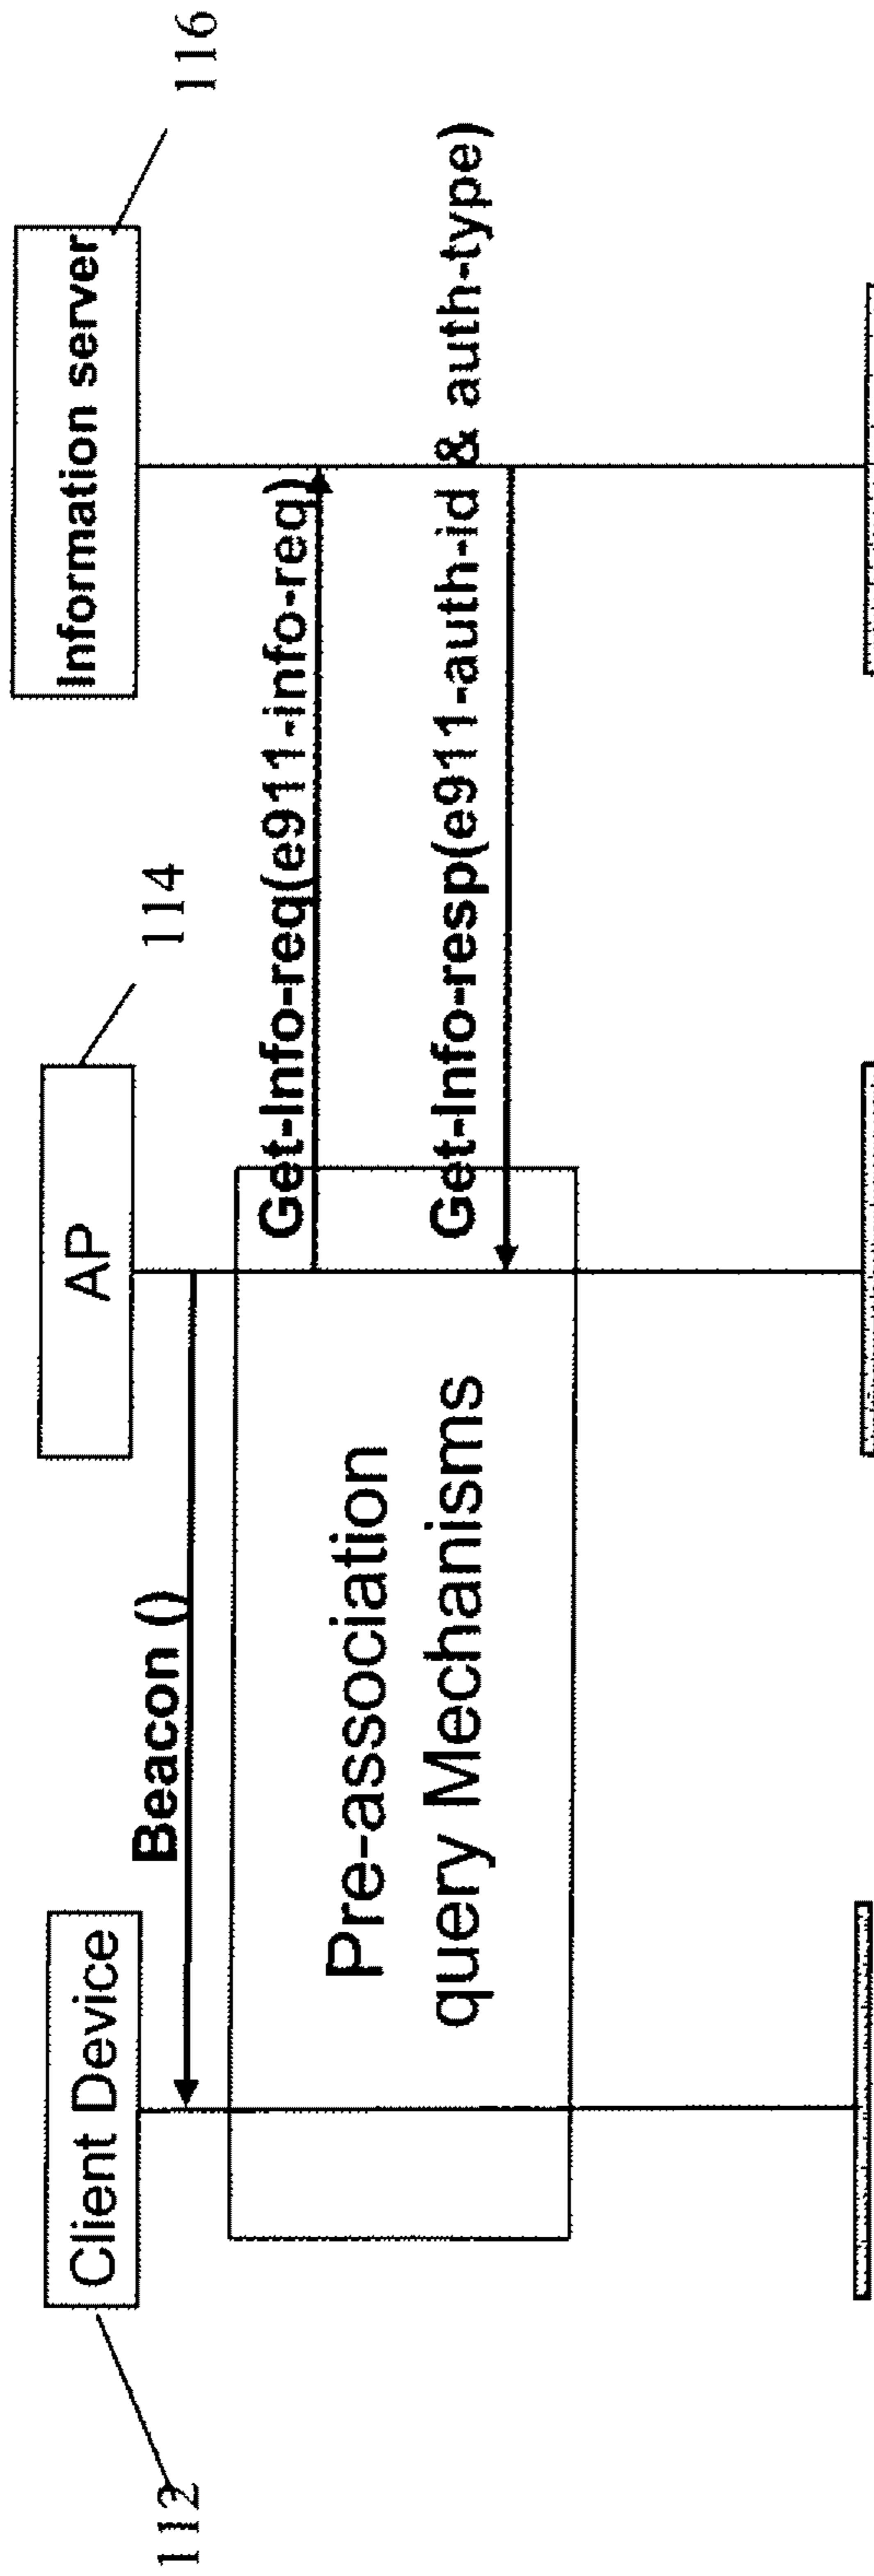 112
Client Device
AP
114
Information server
116
Beacon ()
Get-Info-req(e911-info-req)
Pre-association
query Mechanisms
Get-Info-resp(e911-auth-id & auth-type)